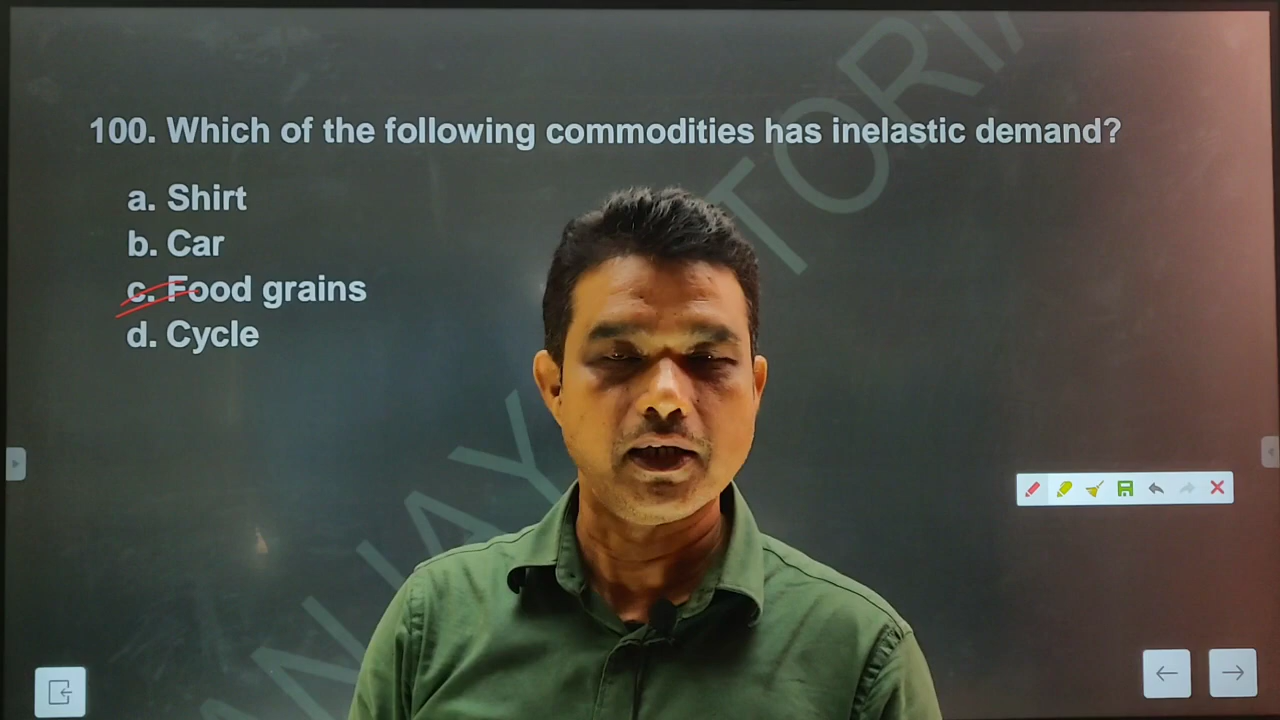 100. Which of the following commodities has inelastic demand?
a. Shirt
b. Car
c. Food grains
d. Cycle